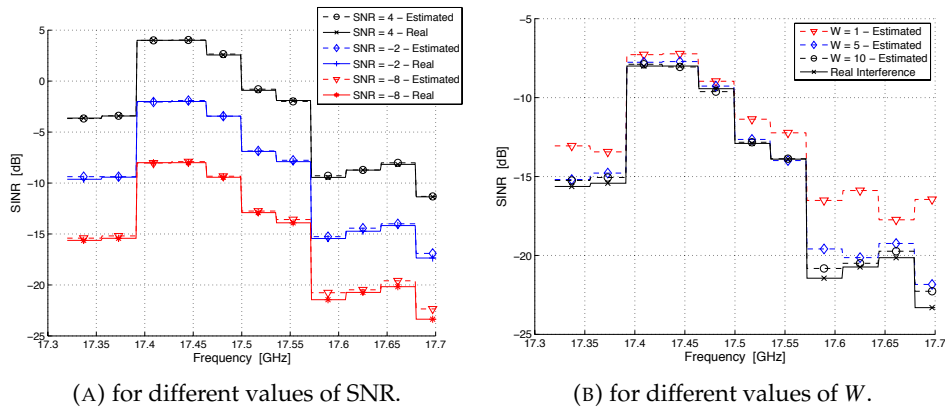 SNR = 4 – Estimated
SNR = 4 – Real
SNR = –2 – Estimated
SNR = –2 – Real
SNR = –8 – Estimated
SNR = –8 – Real
5
0
−5
−10
−15
−20
−25
SINR [dB]
17.3 17.35 17.4 17.45 17.5 17.55 17.6 17.65 17.7
Frequency [GHz]
(A) for different values of SNR.
W = 1 – Estimated
W = 5 – Estimated
W = 10 – Estimated
Real Interference
−5
−10
−15
−20
−25
SINR [dB]
17.3 17.35 17.4 17.45 17.5 17.55 17.6 17.65 17.7
Frequency [GHz]
(B) for different values of W.